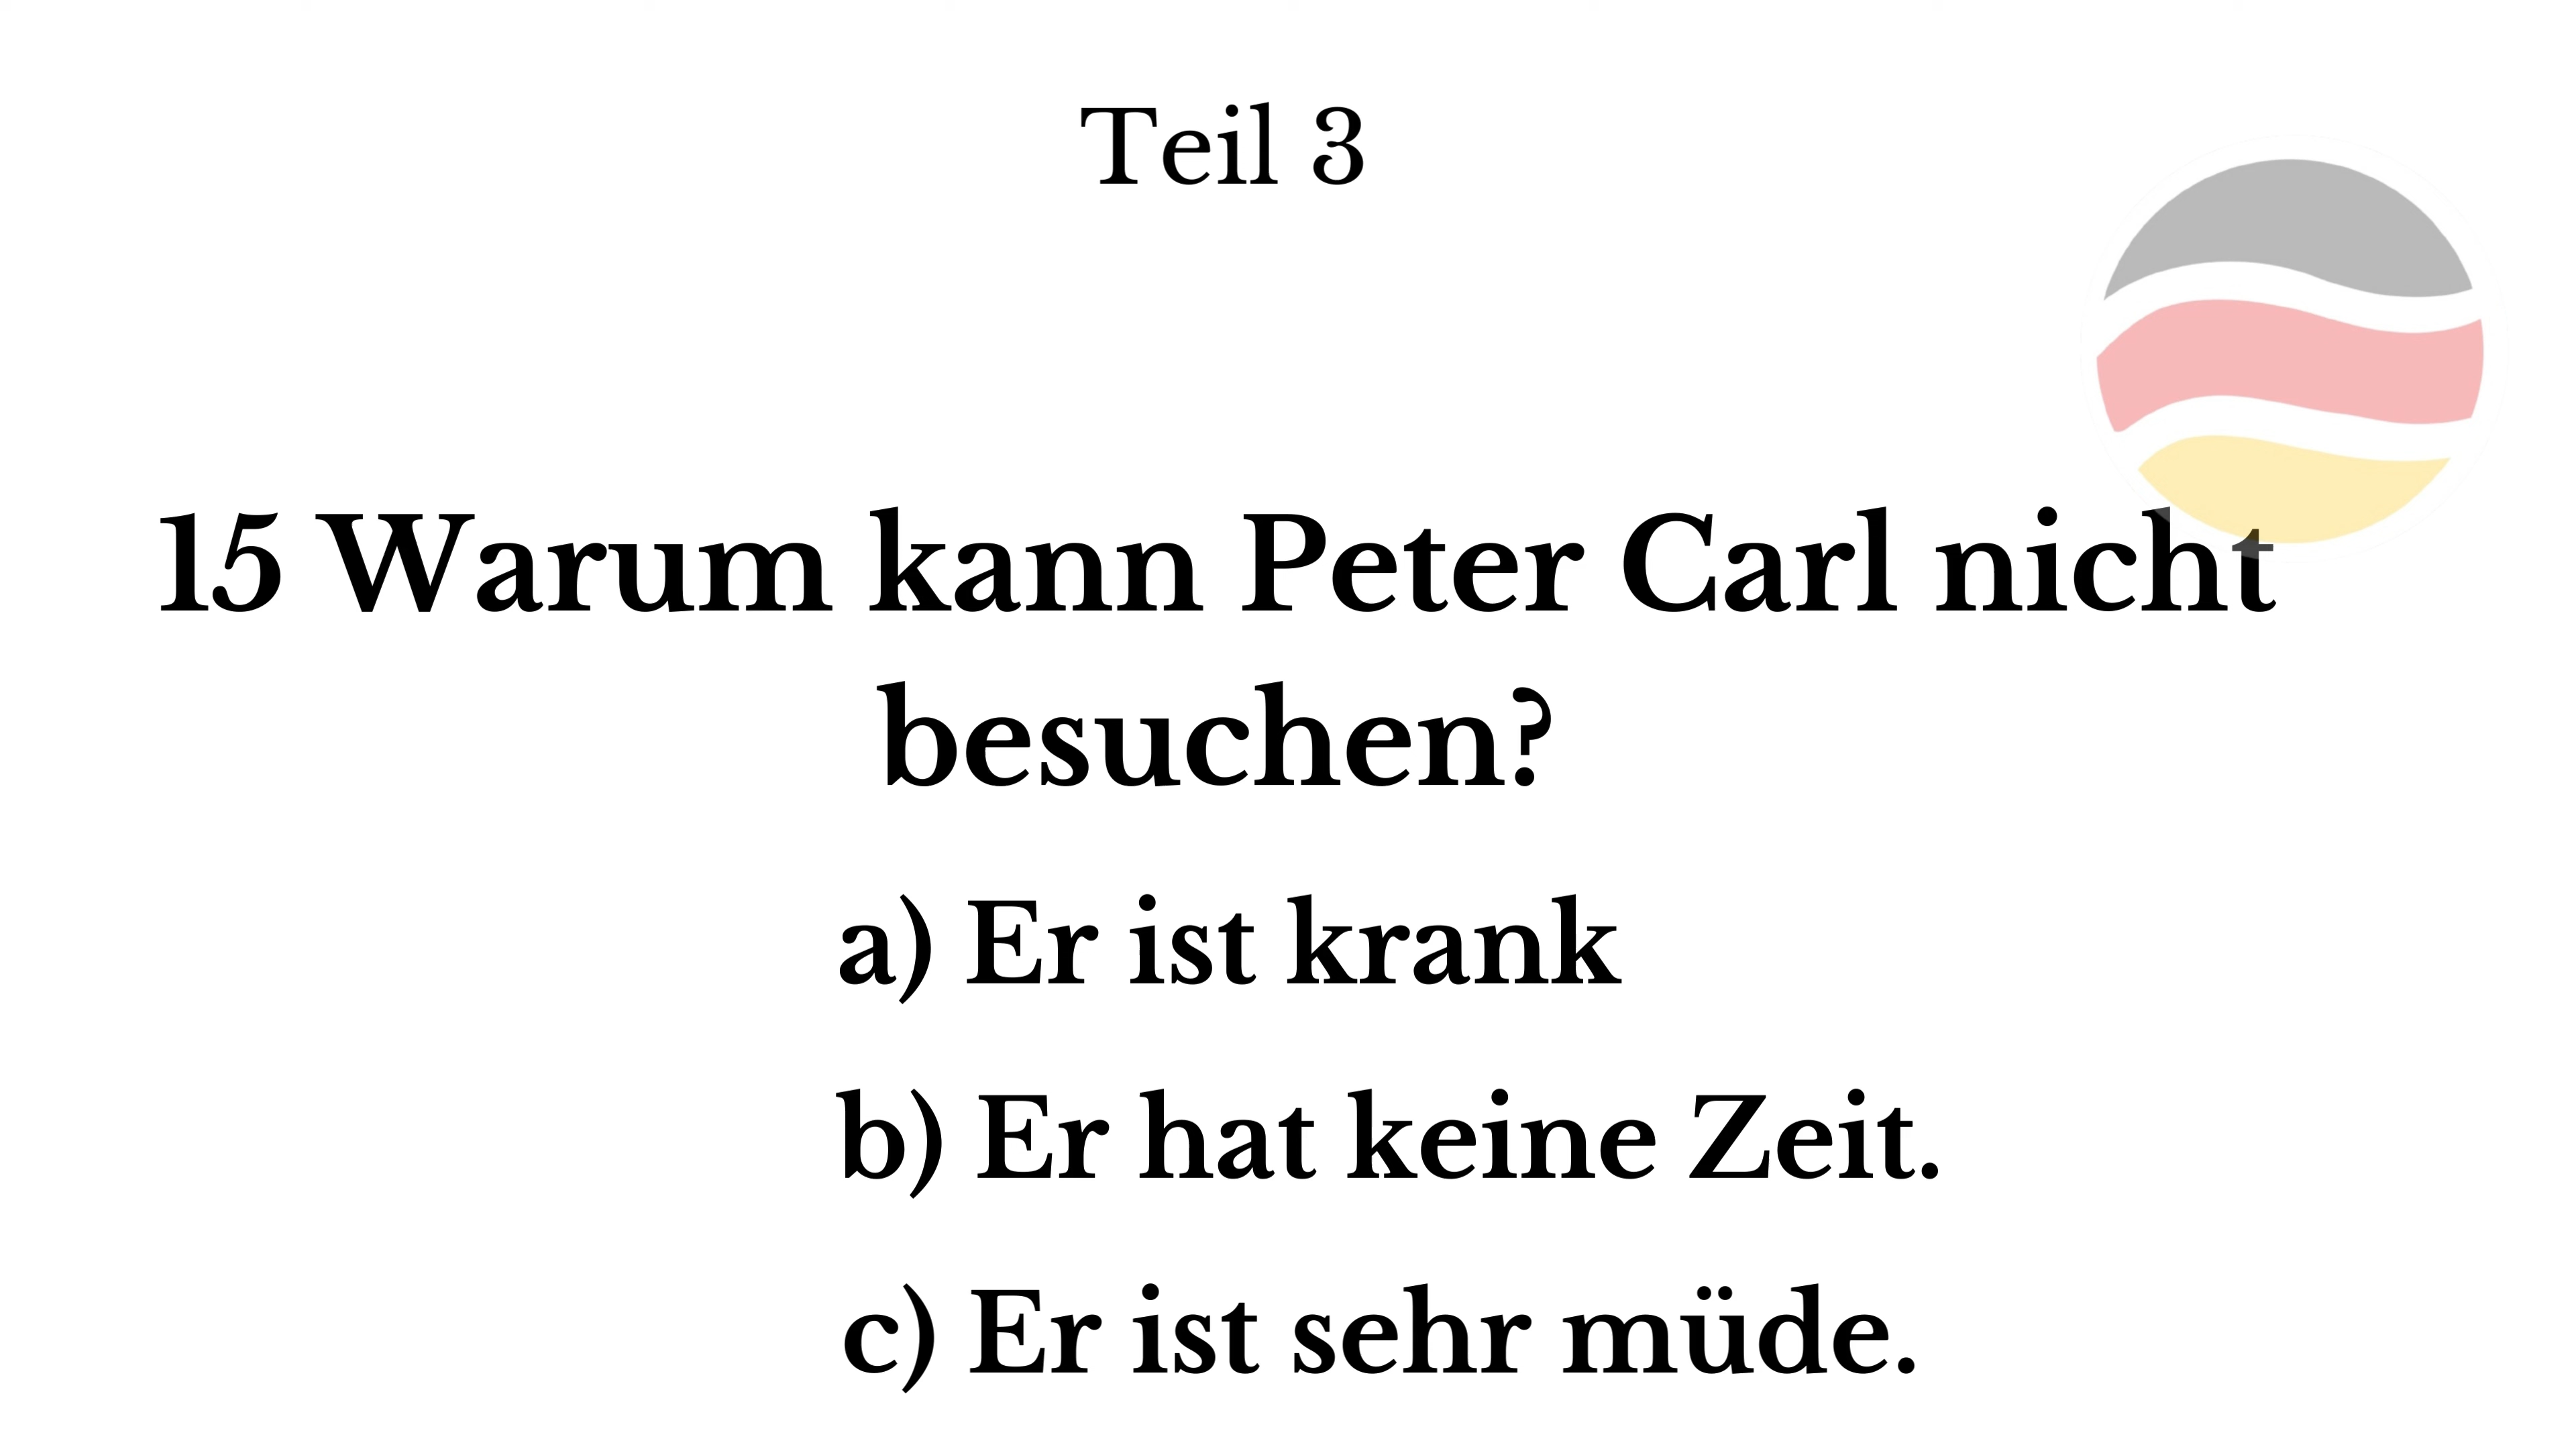 Teil 3
15 Warum kann Peter Carl nicht
besuchen?
a) Er ist krank
b) Er hat keine Zeit.
c) Er ist sehr müde.